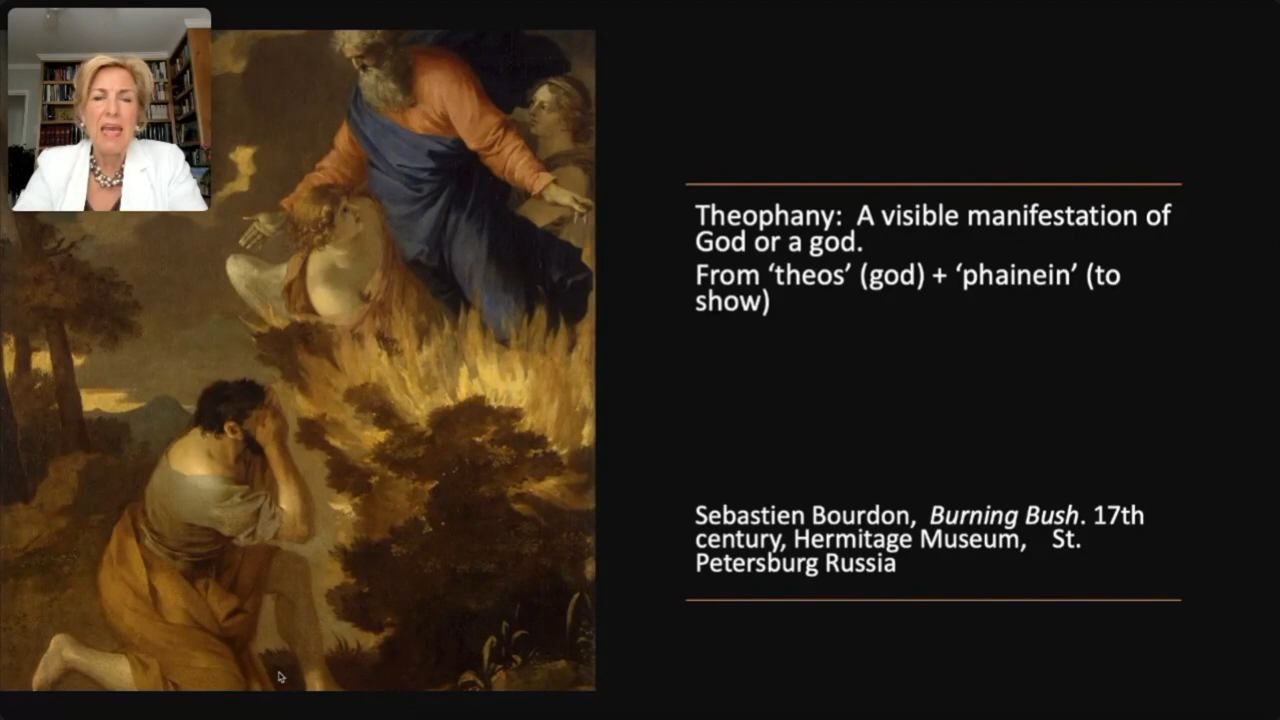 Theophany:  A visible manifestation of
God or a god.
From ‘theos’ (god) + ‘phainein’ (to
show)
Sebastien Bourdon,  Burning Bush. 17th
century, Hermitage Museum,    St.
Petersburg Russia